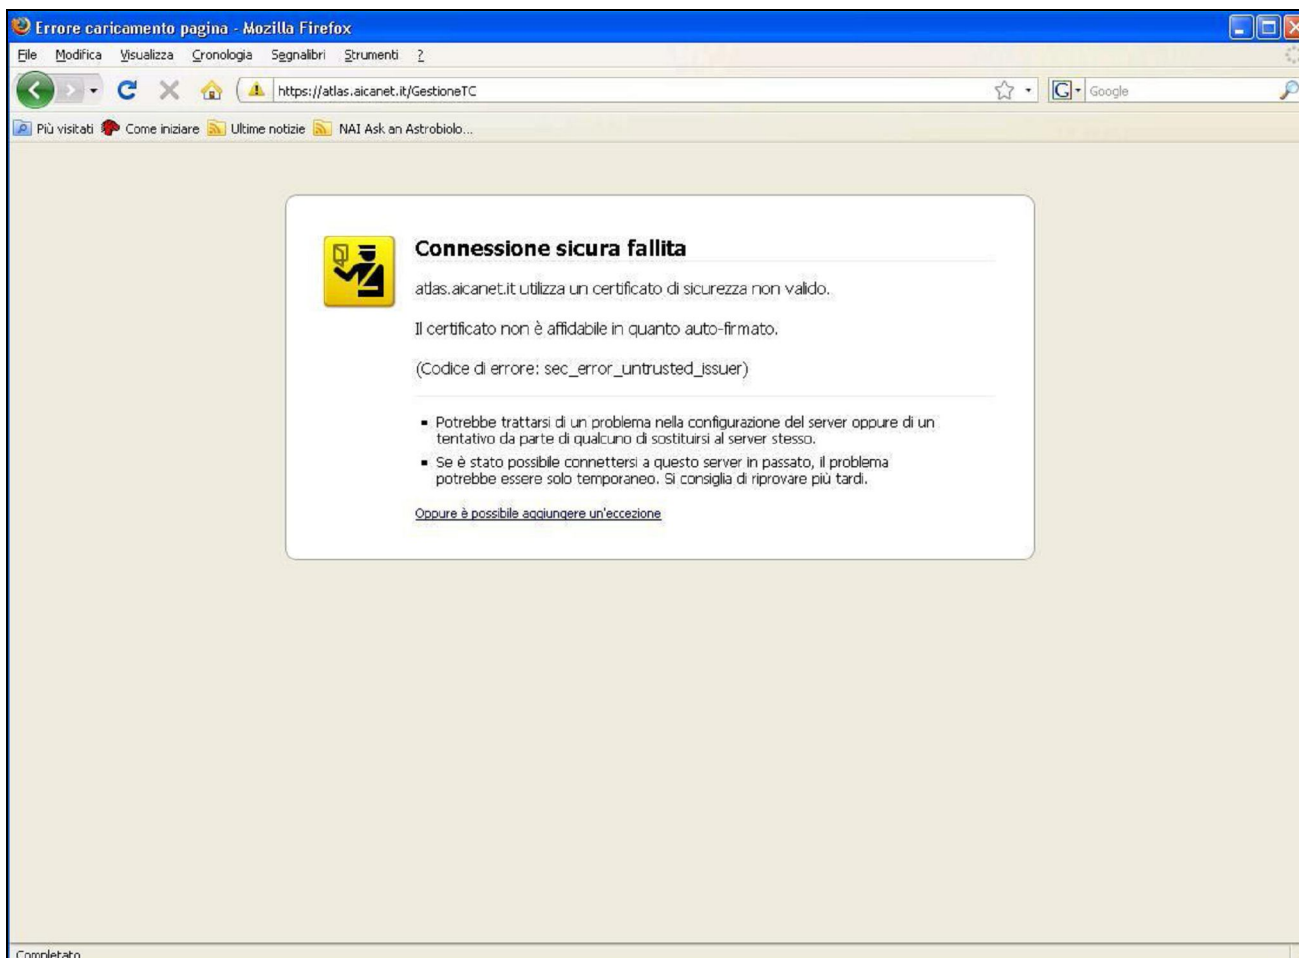 Errore caricamento pagina - Mozilla Firefox
File Modifica Visualizza Cronologia Segnalibri Strumenti ?
https://atlas.aicanet.it/GestioneTC G Google
Più visitati Come iniziare Ultime notizie NAI Ask an Astrobiolo...
Connessione sicura fallita
atlas.aicanet.it utilizza un certificato di sicurezza non valido.
Il certificato non è affidabile in quanto auto-firmato.
(Codice di errore: sec_error_untrusted_issuer)
Potrebbe trattarsi di un problema nella configurazione del server oppure di un
tentativo da parte di qualcuno di sostituirsi al server stesso.
Se è stato possibile connettersi a questo server in passato, il problema
potrebbe essere solo temporaneo. Si consiglia di riprovare più tardi.
Oppure è possibile aggiungere un'eccezione
Completato